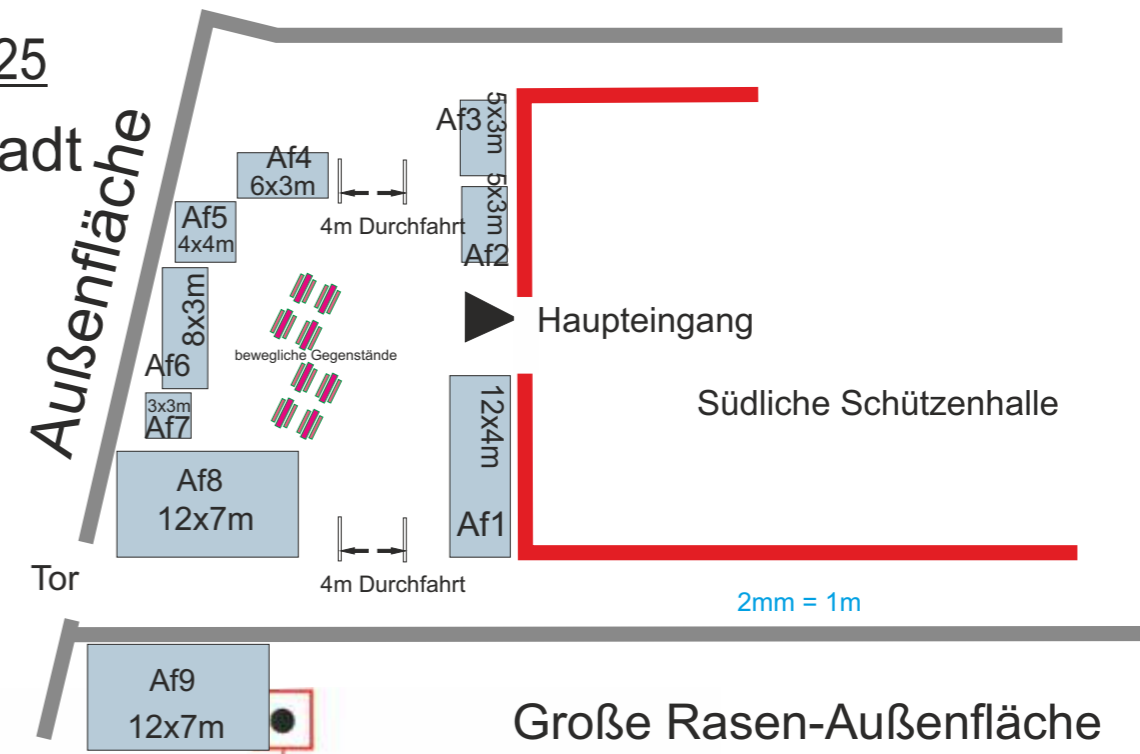 25
adt
Außenfläche
Af3
5x3m
Af4
6x3m
5x3m
Af2
4m Durchfahrt
Af5
4x4m
8x3m
Af6
Haupteingang
bewegliche Gegenstände
3x3m
Af7
12x4m
Af1
Südliche Schützenhalle
Af8
12x7m
Tor
4m Durchfahrt
2mm = 1m
Af9
12x7m
Große Rasen-Außenfläche